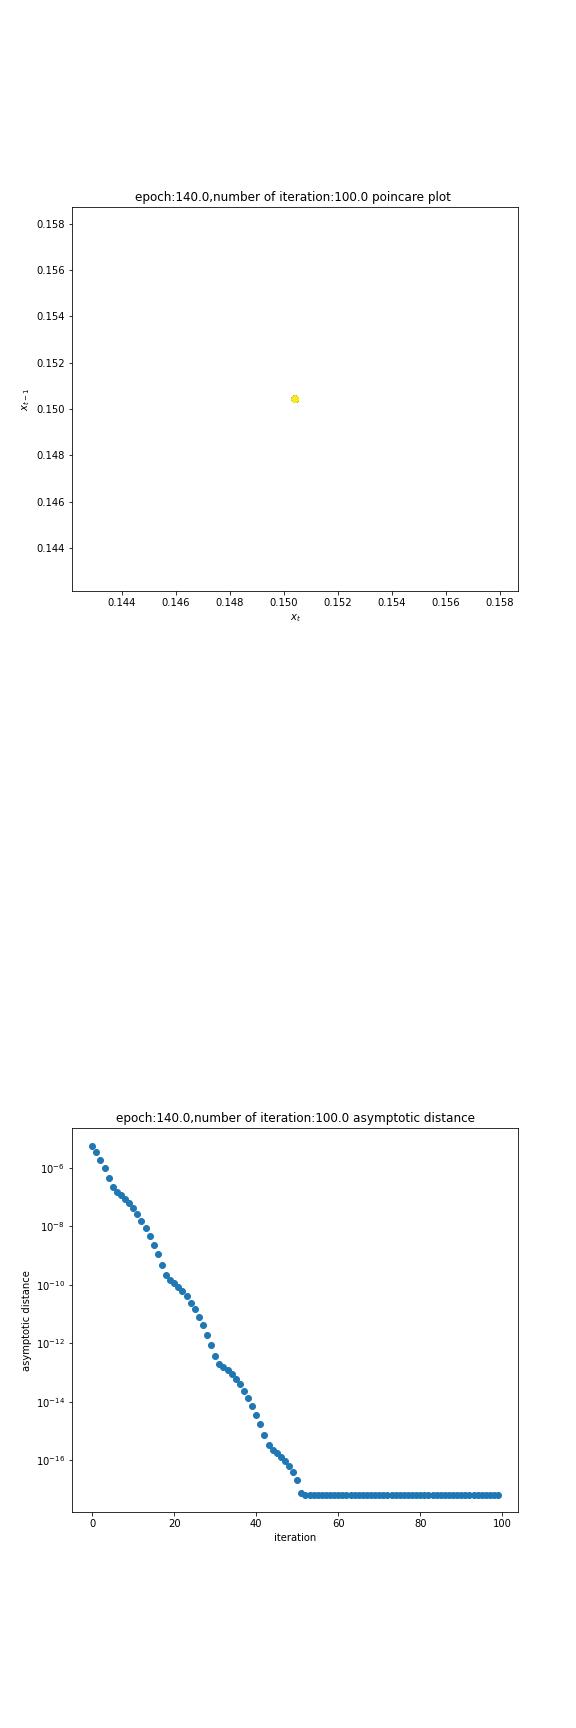 epoch:140.0,number of iteration:100.0 poincare plot
0.158
0.156
0.154
0.152
0.150
0.148
0.146
0.144
x_{t-1}
0.144 0.146 0.148 0.150 0.152 0.154 0.156 0.158
x_t
epoch:140.0,number of iteration:100.0 asymptotic distance
10^{-6}
10^{-8}
10^{-10}
10^{-12}
10^{-14}
10^{-16}
asymptotic distance
0 20 40 60 80 100
iteration